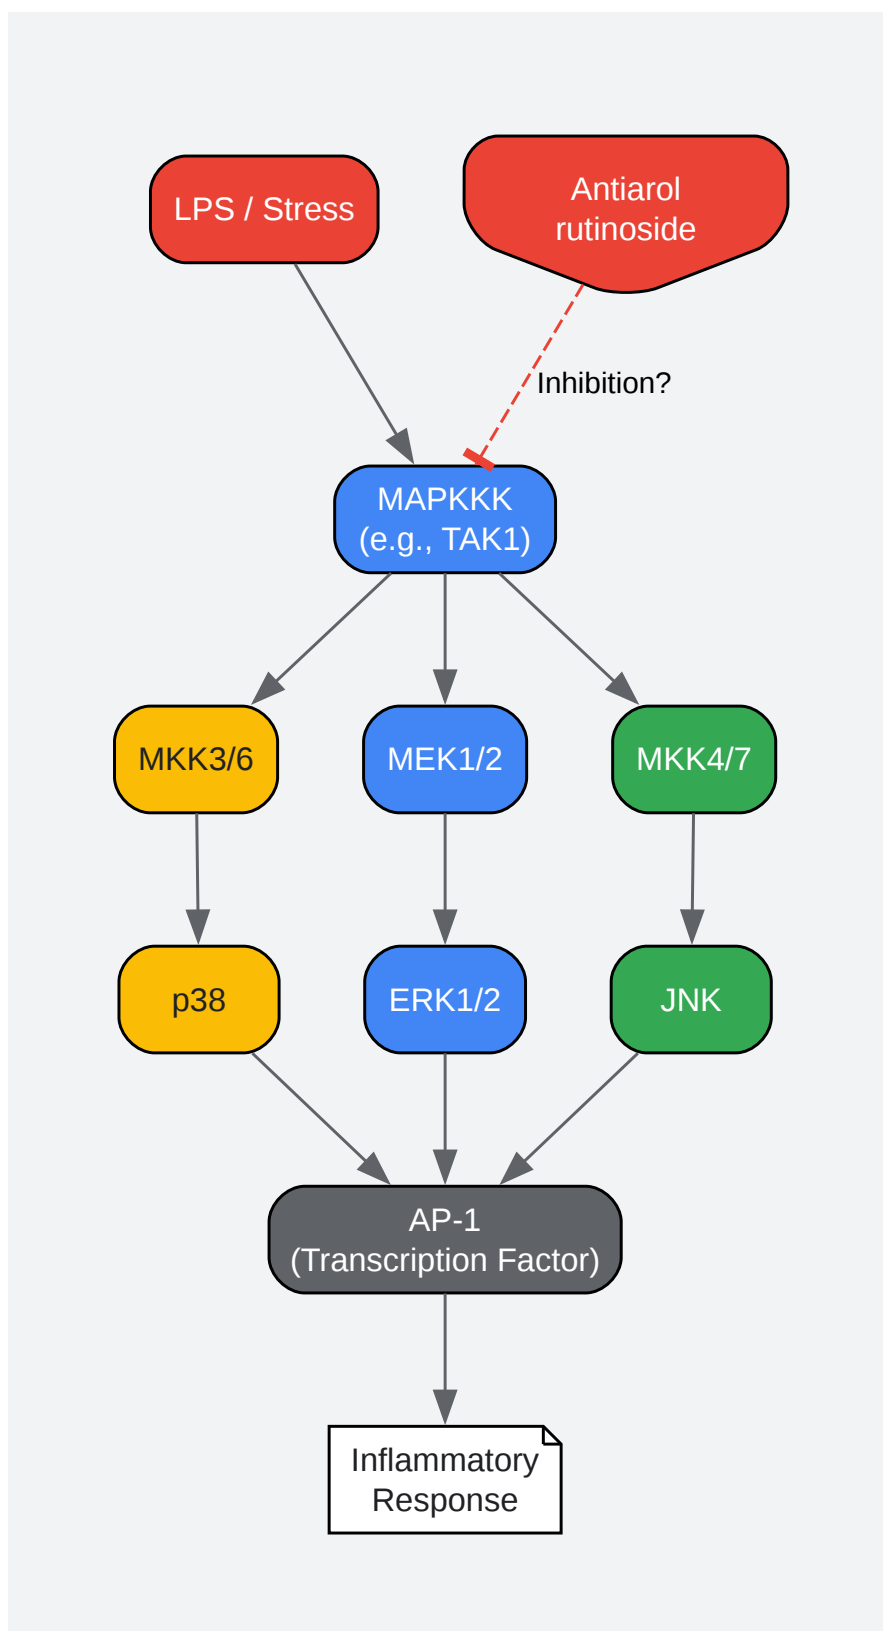 LPS / Stress
Antiarol
rutinoside
Inhibition?
MAPKKK
(e.g., TAK1)
MKK3/6
MEK1/2
MKK4/7
p38
ERK1/2
JNK
AP-1
(Transcription Factor)
Inflammatory
Response